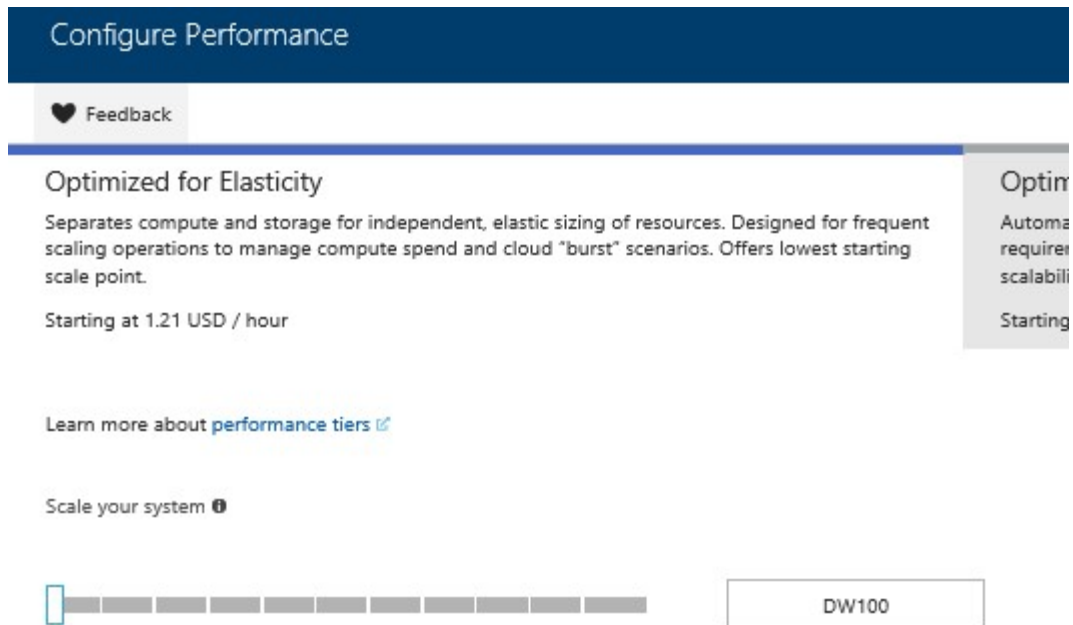 Configure Performance
Feedback
Optimized for Elasticity
Separates compute and storage for independent, elastic sizing of resources. Designed for frequent
scaling operations to manage compute spend and cloud "burst" scenarios. Offers lowest starting
scale point.
Starting at 1.21 USD / hour
Starting
Learn more about performance tiers
Scale your system
DW100